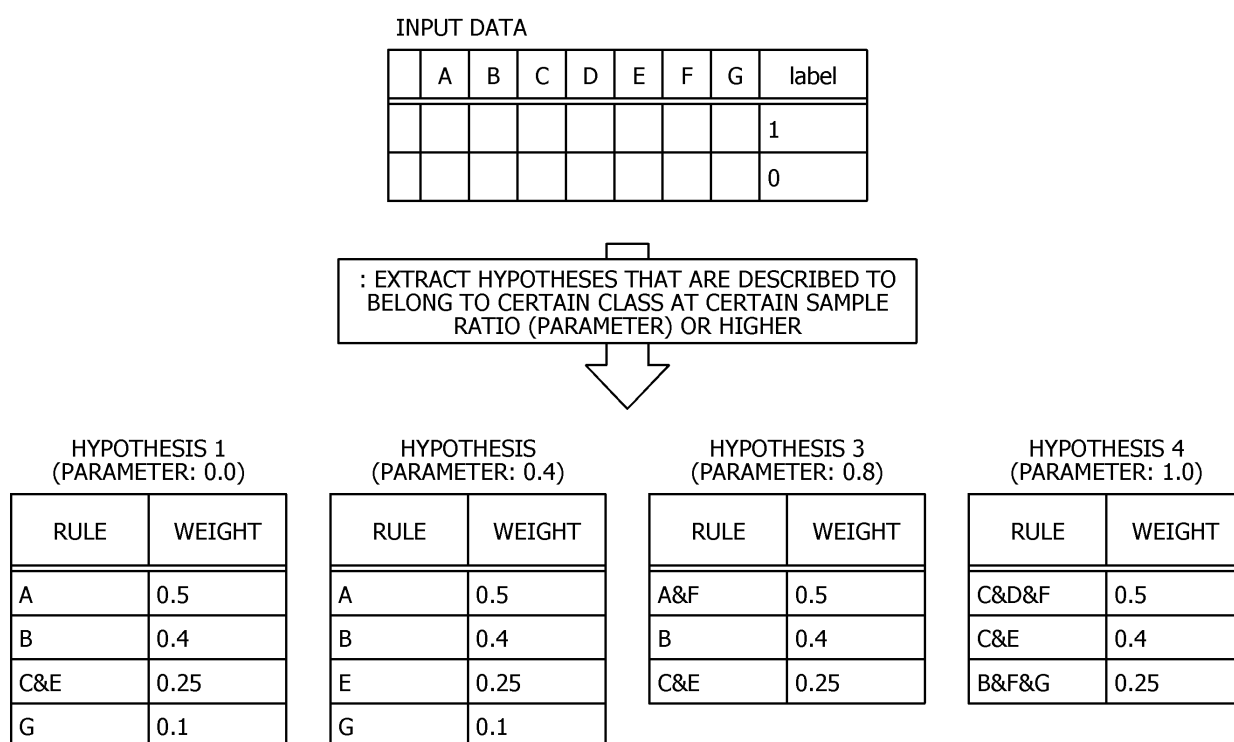 INPUT DATA
A B C D E F G label
1
0
: EXTRACT HYPOTHESES THAT ARE DESCRIBED TO
BELONG TO CERTAIN CLASS AT CERTAIN SAMPLE
RATIO (PARAMETER) OR HIGHER
HYPOTHESIS 1
(PARAMETER: 0.0)
RULE WEIGHT
A 0.5
B 0.4
C&E 0.25
G 0.1
HYPOTHESIS
(PARAMETER: 0.4)
RULE WEIGHT
A 0.5
B 0.4
E 0.25
G 0.1
HYPOTHESIS 3
(PARAMETER: 0.8)
RULE WEIGHT
A&F 0.5
B 0.4
C&E 0.25
HYPOTHESIS 4
(PARAMETER: 1.0)
RULE WEIGHT
C&D&F 0.5
C&E 0.4
B&F&G 0.25